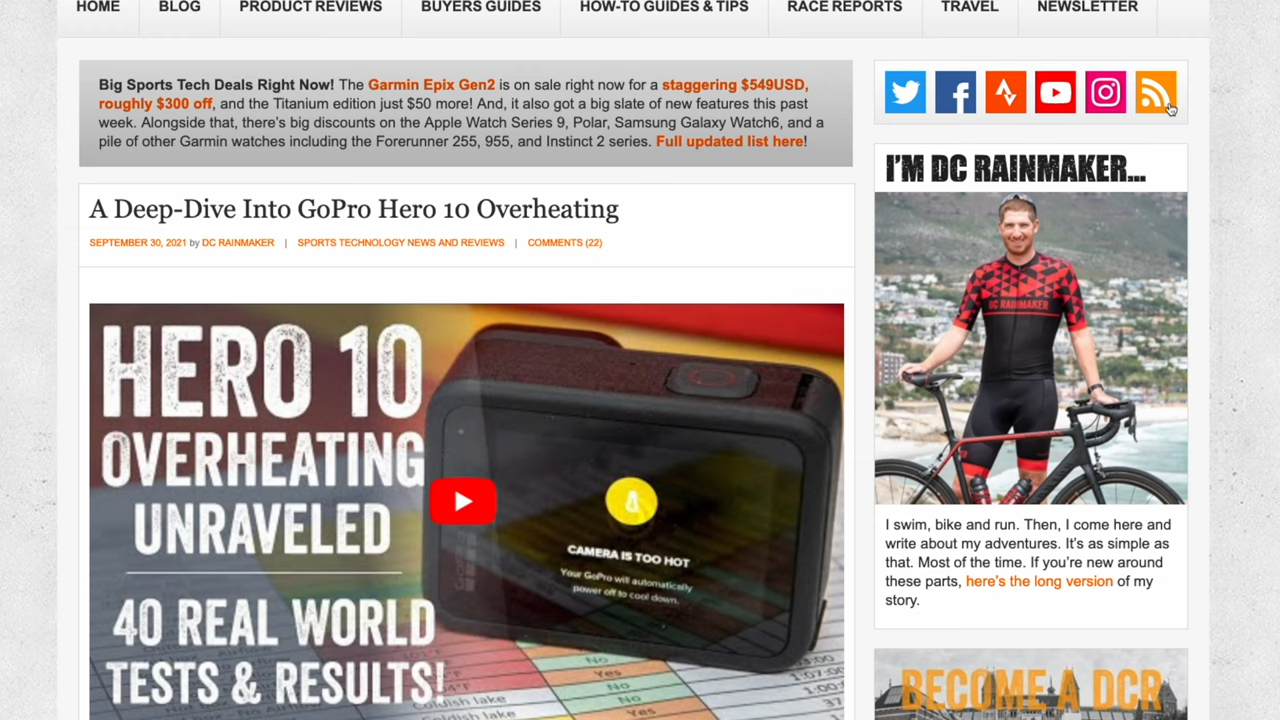 HOME BLOG PRODUCT REVIEWS BUYERS GUIDES HOW-TO GUIDES & TIPS RACE REPORTS TRAVEL NEWSLETTER
Big Sports Tech Deals Right Now! The Garmin Epix Gen2 is on sale right now for a staggering $549USD,
roughly $300 off, and the Titanium edition just $50 more! And, it also got a big slate of new features this past
week. Alongside that, there's big discounts on the Apple Watch Series 9, Polar, Samsung Galaxy Watch6, and a
pile of other Garmin watches including the Forerunner 255, 955, and Instinct 2 series. Full updated list here!
A Deep-Dive Into GoPro Hero 10 Overheating
SEPTEMBER 30, 2021 by DC RAINMAKER | SPORTS TECHNOLOGY NEWS AND REVIEWS | COMMENTS (22)
HERO 10
OVERHEATING
UNRAVELED
40 REAL WORLD
TESTS & RESULTS!
CAMERA IS TOO HOT
Your GoPro will automatically
power off to cool down.
No
Yes
No
No
Yes
Coldish lake
Coldish lake
I'M DC RAINMAKER...
DC RAINMAKER
I swim, bike and run. Then, I come here and
write about my adventures. It's as simple as
that. Most of the time. If you're new around
these parts, here's the long version of my
story.
BECOME A DCR